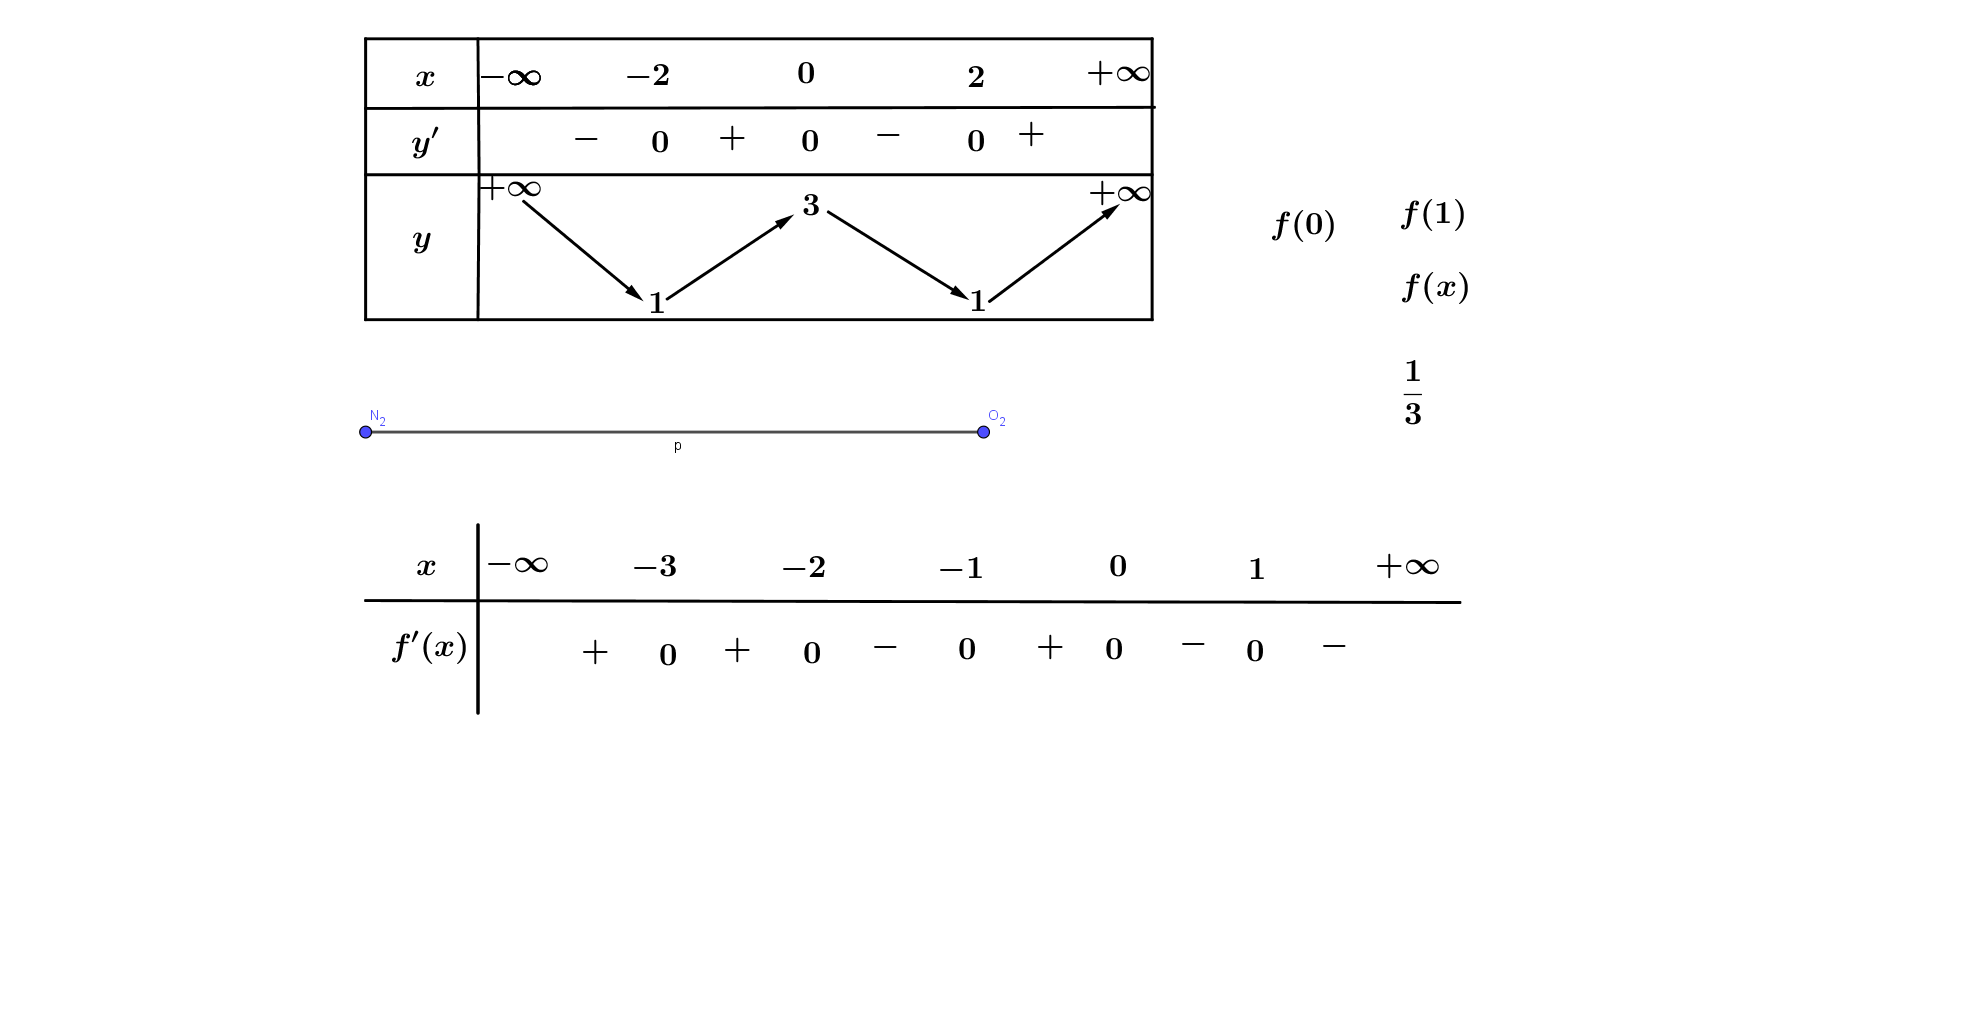 x −∞ −2 0 2 +∞
y′ − 0 + 0 − 0 +
y +∞ 1 3 1 +∞
f(0) f(1)
f(x)
1/3
N₂ O₂
p
x −∞ −3 −2 −1 0 1 +∞
f′(x) + 0 + 0 − 0 + 0 − 0 −